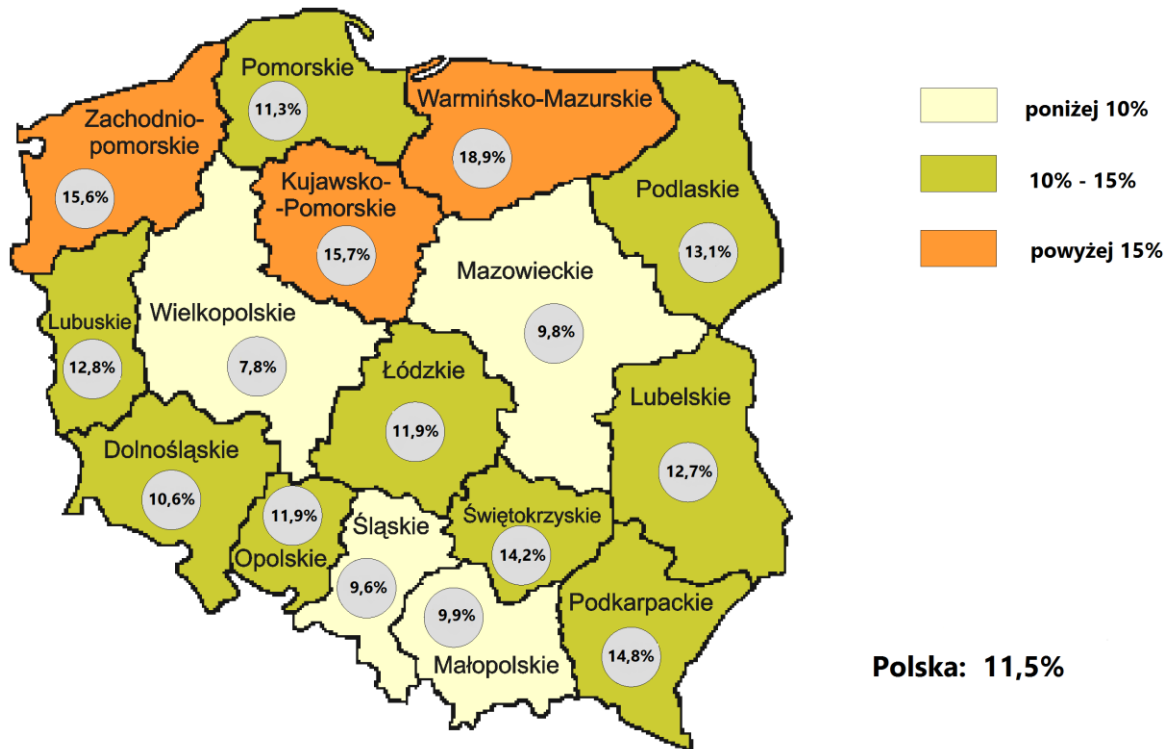 Pomorskie
11,3%
Warmińsko-Mazurskie
18,9%
Zachodnio-
pomorskie
15,6%
Kujawsko-
-Pomorskie
15,7%
Podlaskie
13,1%
Mazowieckie
9,8%
Wielkopolskie
7,8%
Lubuskie
12,8%
Łódzkie
11,9%
Lubelskie
12,7%
Dolnośląskie
10,6%
11,9%
Opolskie
Śląskie
9,6%
Świętokrzyskie
14,2%
9,9%
Małopolskie
Podkarpackie
14,8%
poniżej 10%
10% - 15%
powyżej 15%
Polska: 11,5%